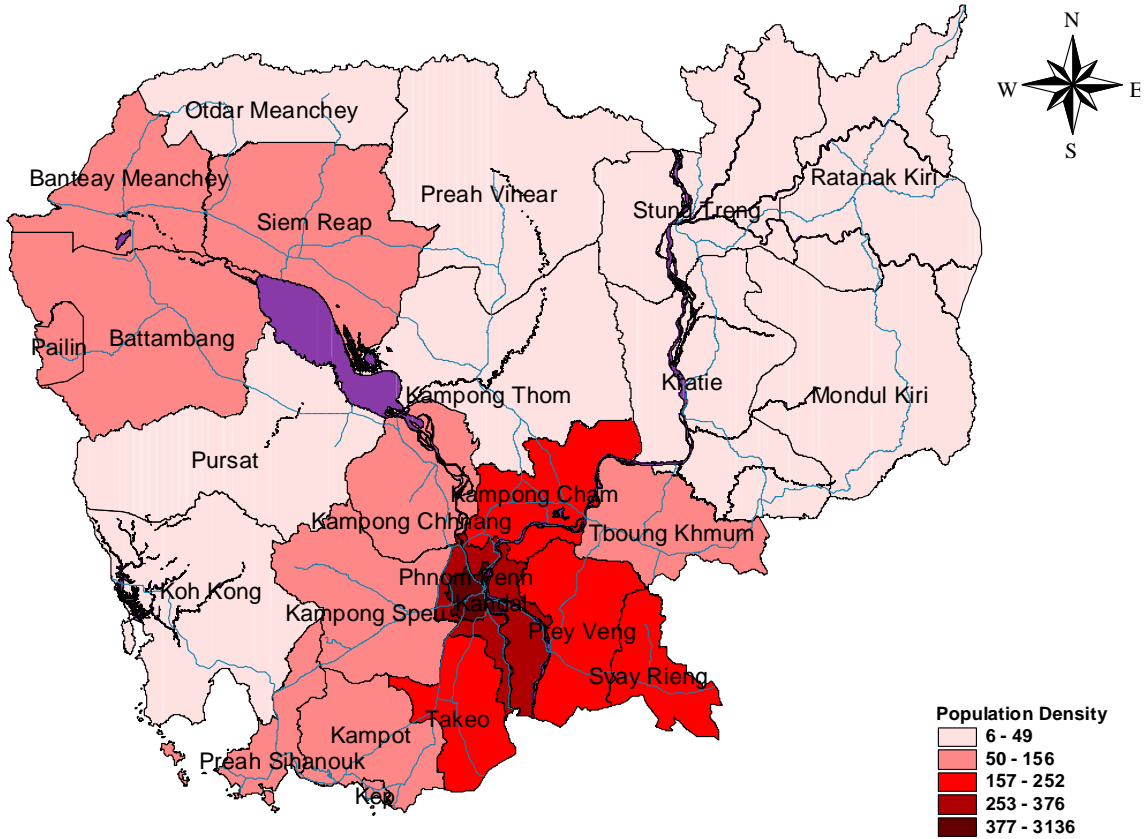 N
W
E
S
Otdar Meanchey
Banteay Meanchey
Siem Reap
Preah Vihear
Stung Treng
Ratanak Kiri
Pailin
Battambang
Kampong Thom
Kratie
Mondul Kiri
Pursat
Kampong Cham
Kampong Chhnang
Tboung Khmum
Phnom Penh
Koh Kong
Kandal
Kampong Speu
Prey Veng
Svay Rieng
Takeo
Kampot
Preah Sihanouk
Kep
Population Density
6 - 49
50 - 156
157 - 252
253 - 376
377 - 3136